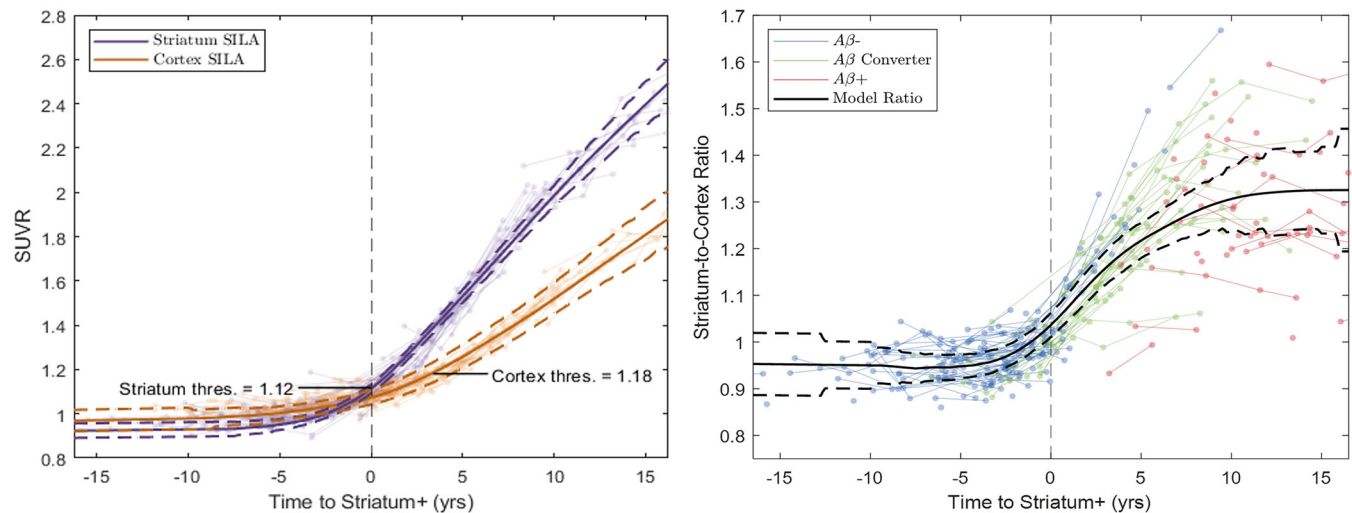 2.8
2.6
2.4
2.2
2
1.8
1.6
1.4
1.2
1
0.8
SUVR
Striatum SILA
Cortex SILA
Striatum thres. = 1.12
Cortex thres. = 1.18
-15
-10
-5
0
5
10
15
Time to Striatum+ (yrs)
1.7
1.6
1.5
1.4
1.3
1.2
1.1
1
0.9
0.8
Striatum-to-Cortex Ratio
Aβ-
Aβ Converter
Aβ+
Model Ratio
-15
-10
-5
0
5
10
15
Time to Striatum+ (yrs)